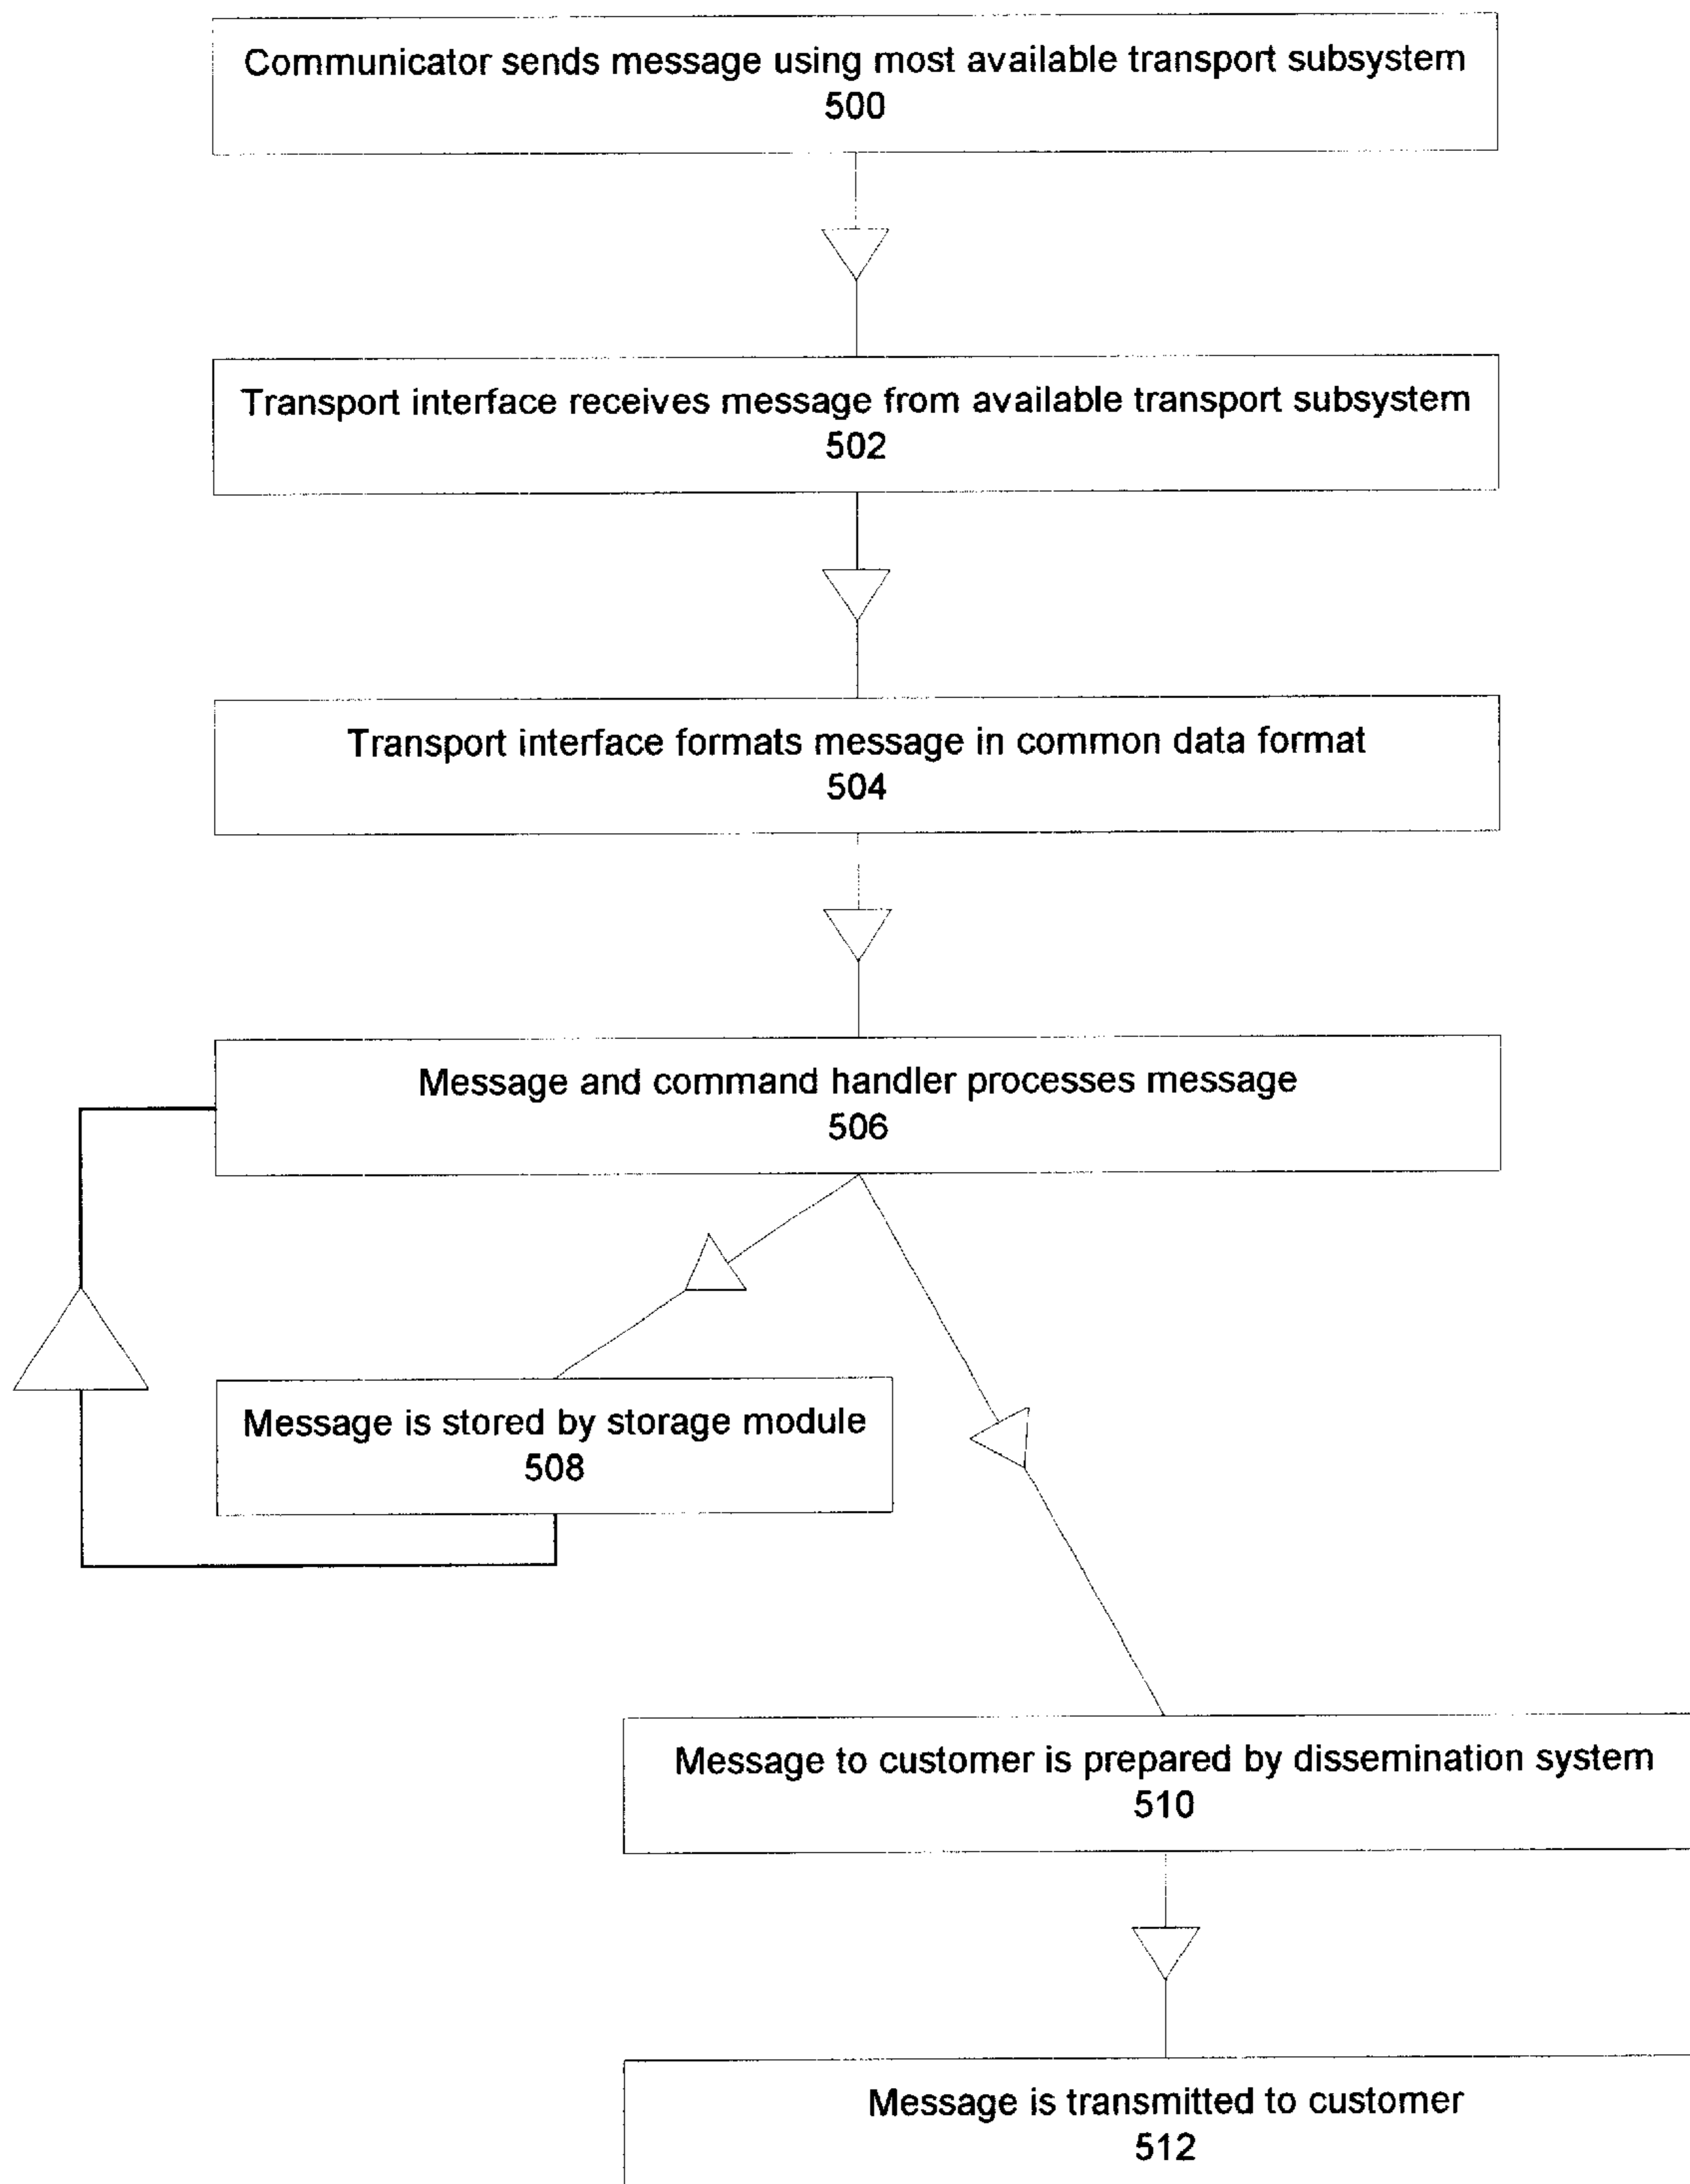 Communicator sends message using most available transport subsystem
500
Transport interface receives message from available transport subsystem
502
Transport interface formats message in common data format
504
Message and command handler processes message
506
Message is stored by storage module
508
Message to customer is prepared by dissemination system
510
Message is transmitted to customer
512